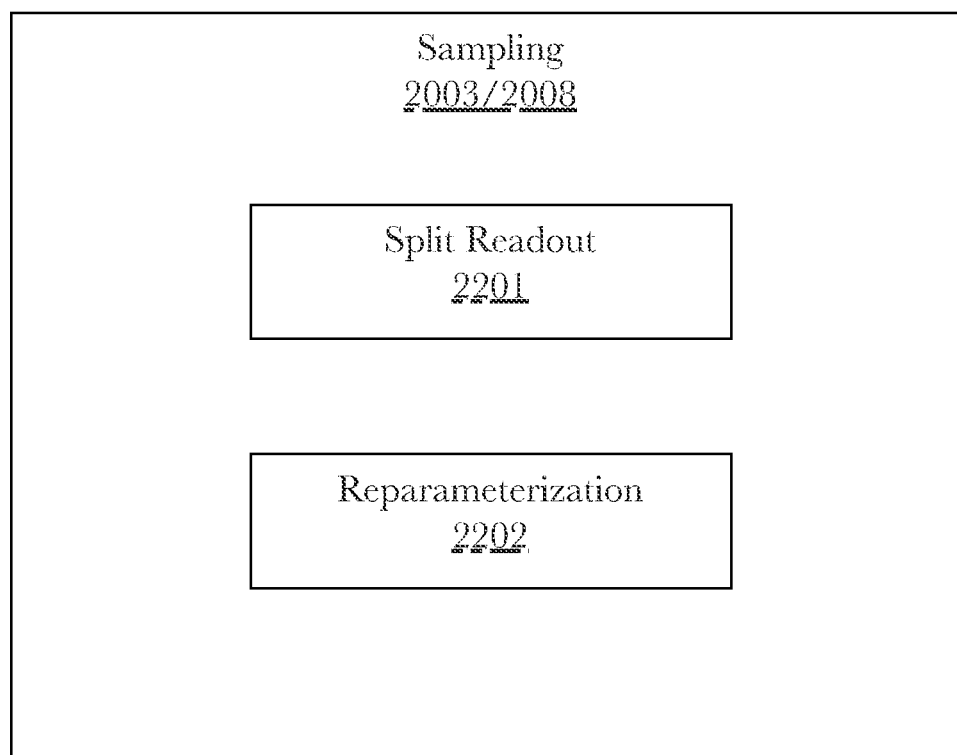 Sampling
2003/2008
Split Readout
2201
Reparameterization
2202